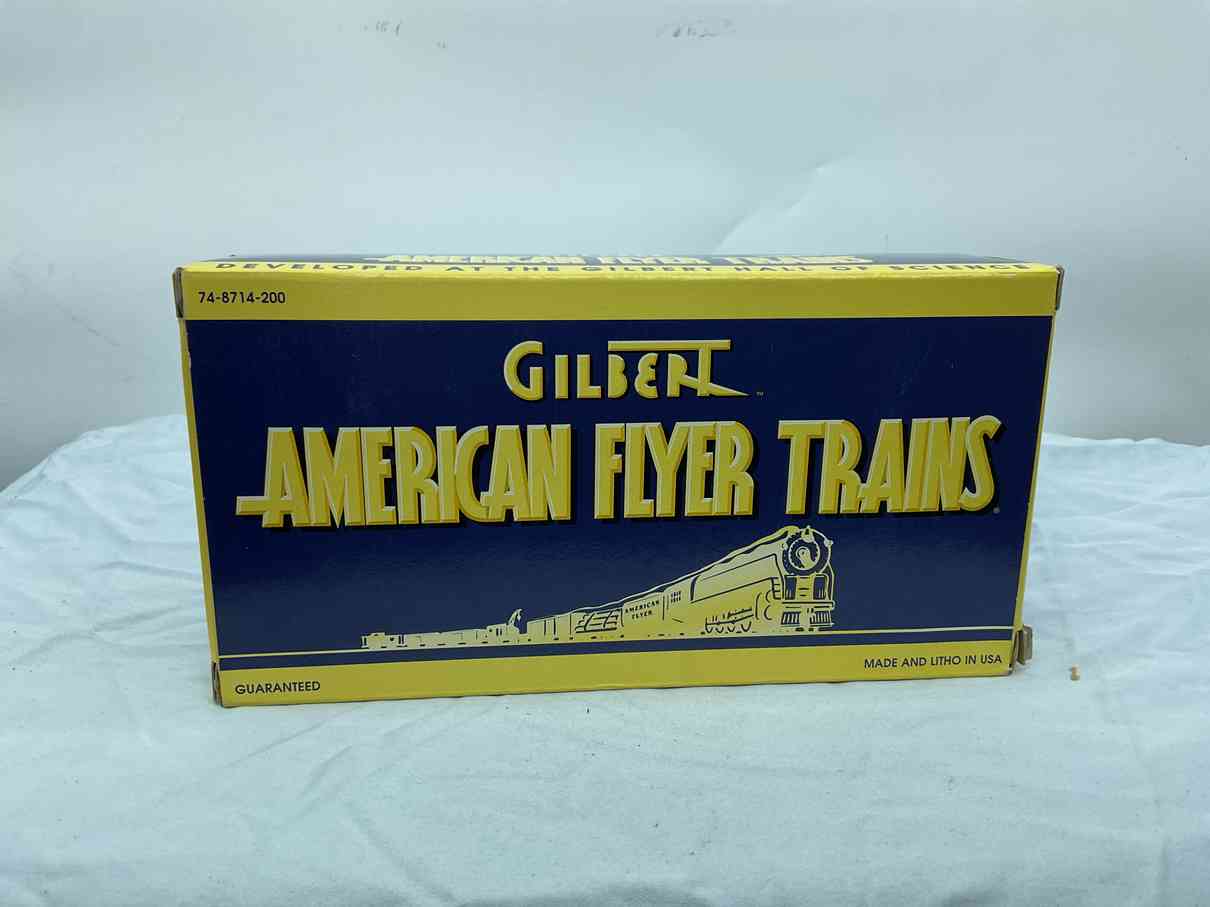 AMERICAN FLYER TRAINS
DEVELOPED AT THE GILBERT HALL OF SCIENCE
74-8714-200
GILBERT™
AMERICAN FLYER TRAINS
AMERICAN
FLYER
GUARANTEED
MADE AND LITHO IN USA